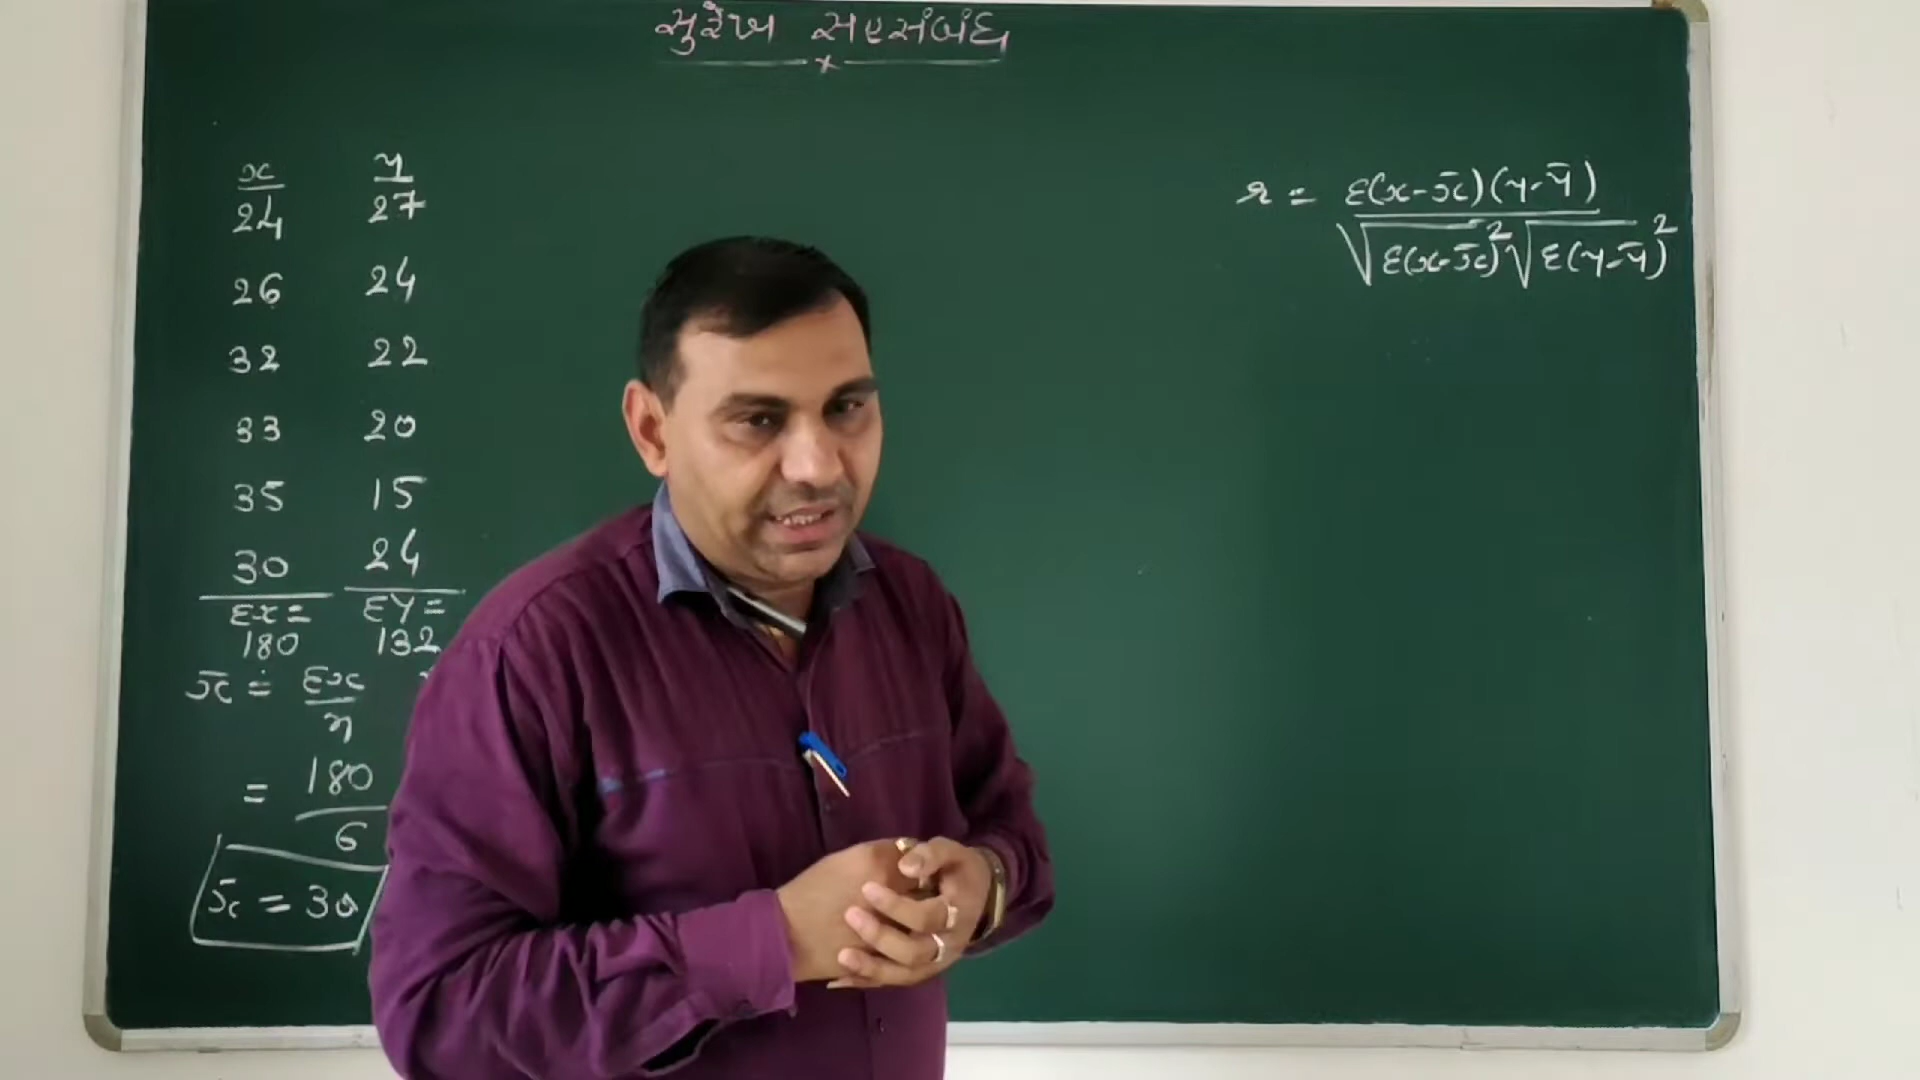 સુરેખ સહસંબંધ
x y
24 27
26 24
32 22
33 20
35 15
30 24
Σx = Σy =
180 132
x̄ = Σx
n
= 180
6
x̄ = 30
r = Σ(x-x̄)(y-ȳ)
√Σ(x-x̄)² √Σ(y-ȳ)²